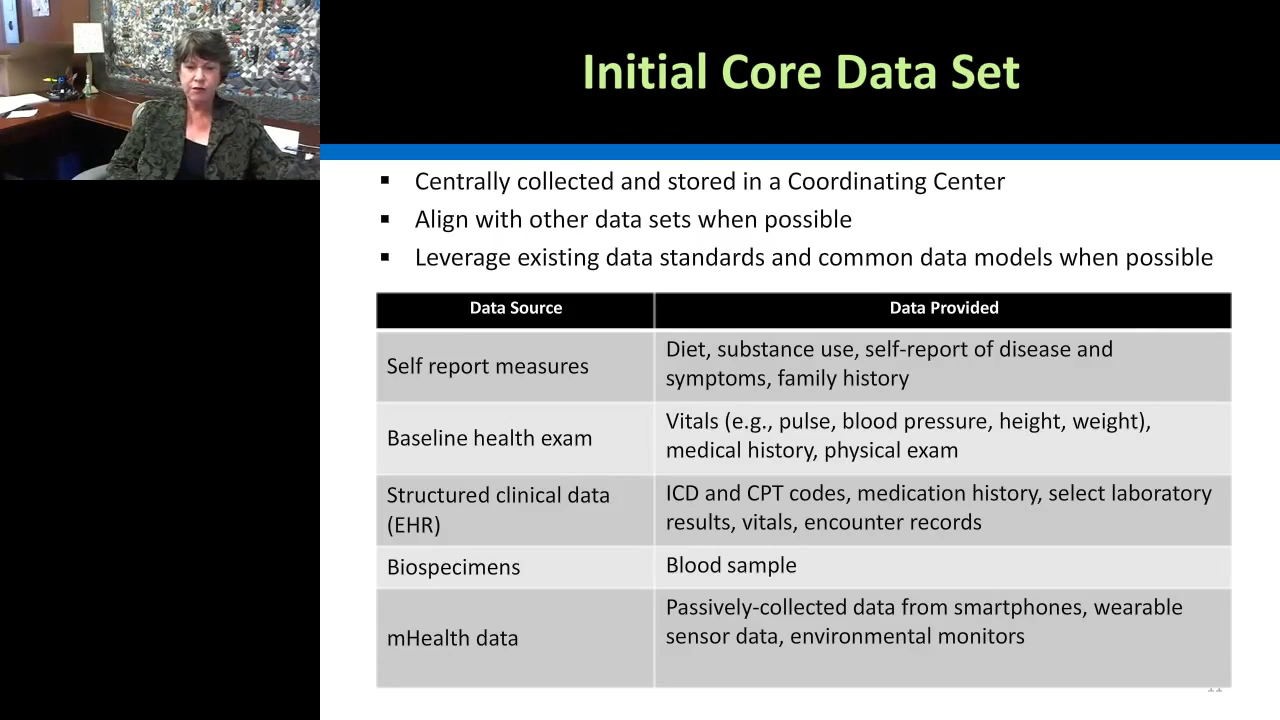 Initial Core Data Set
▪ Centrally collected and stored in a Coordinating Center
▪ Align with other data sets when possible
▪ Leverage existing data standards and common data models when possible
Data Source
Data Provided
Self report measures
Diet, substance use, self-report of disease and
symptoms, family history
Baseline health exam
Vitals (e.g., pulse, blood pressure, height, weight),
medical history, physical exam
Structured clinical data
(EHR)
ICD and CPT codes, medication history, select laboratory
results, vitals, encounter records
Biospecimens
Blood sample
mHealth data
Passively-collected data from smartphones, wearable
sensor data, environmental monitors
11